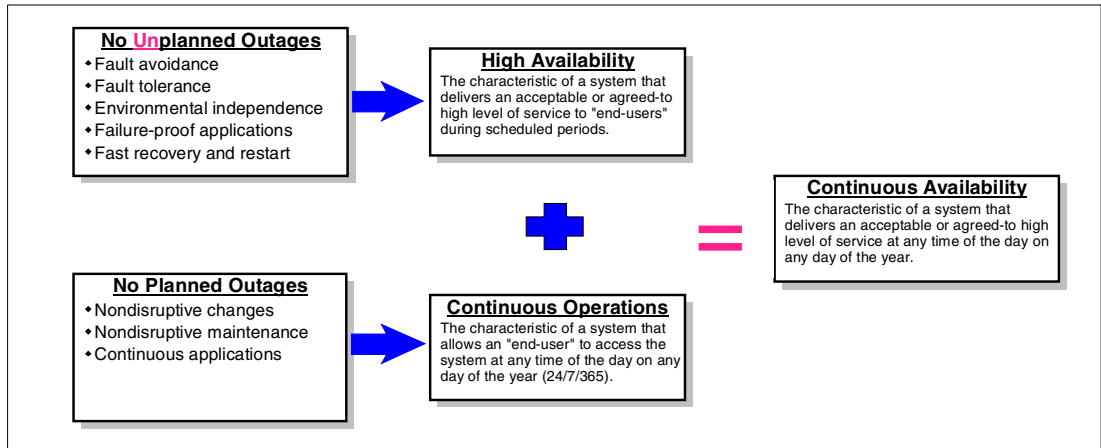 No Unplanned Outages
Fault avoidance
Fault tolerance
Environmental independence
Failure-proof applications
Fast recovery and restart
High Availability
The characteristic of a system that
delivers an acceptable or agreed-to
high level of service to "end-users"
during scheduled periods.
No Planned Outages
Nondisruptive changes
Nondisruptive maintenance
Continuous applications
Continuous Operations
The characteristic of a system that
allows an "end-user" to access the
system at any time of the day on any
day of the year (24/7/365).
Continuous Availability
The characteristic of a system that
delivers an acceptable or agreed-to high
level of service at any time of the day on
any day of the year.